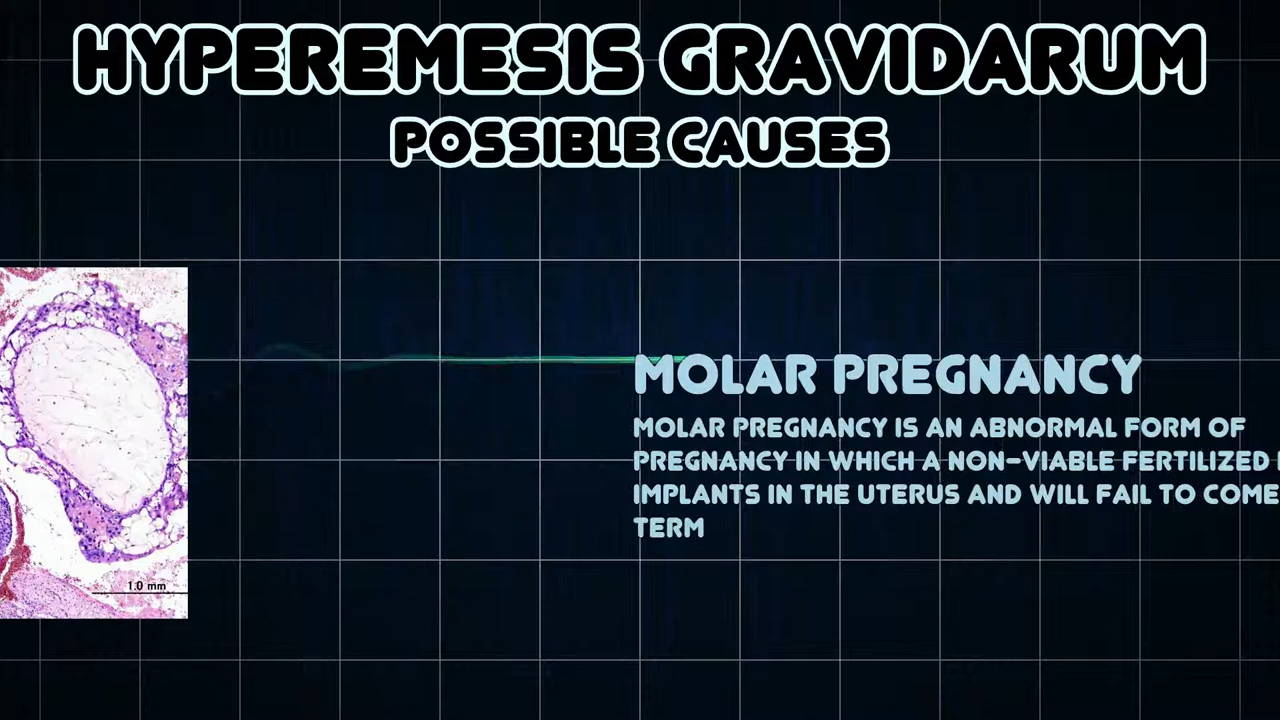 HYPEREMESIS GRAVIDARUM
POSSIBLE CAUSES
MOLAR PREGNANCY
MOLAR PREGNANCY IS AN ABNORMAL FORM OF
PREGNANCY IN WHICH A NON-VIABLE FERTILIZED
IMPLANTS IN THE UTERUS AND WILL FAIL TO COME
TERM
1.0 mm